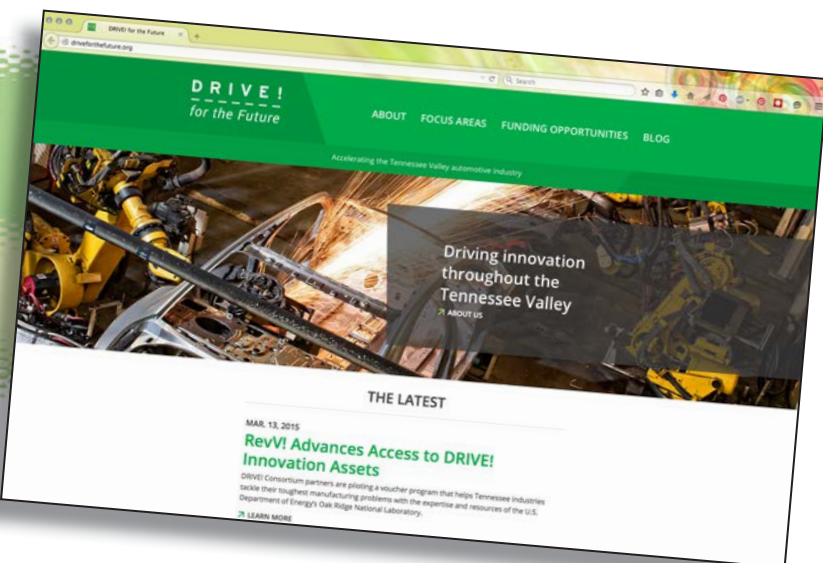 DRIVE! for the Future
driveforthefuture.org
Search
DRIVE!
for the Future
ABOUT FOCUS AREAS FUNDING OPPORTUNITIES BLOG
Accelerating the Tennessee Valley automotive industry
Driving innovation
throughout the
Tennessee Valley
ABOUT US
THE LATEST
MAR. 13, 2015
RevV! Advances Access to DRIVE!
Innovation Assets
DRIVE! Consortium partners are piloting a voucher program that helps Tennessee industries
tackle their toughest manufacturing problems with the expertise and resources of the U.S.
Department of Energy's Oak Ridge National Laboratory.
LEARN MORE